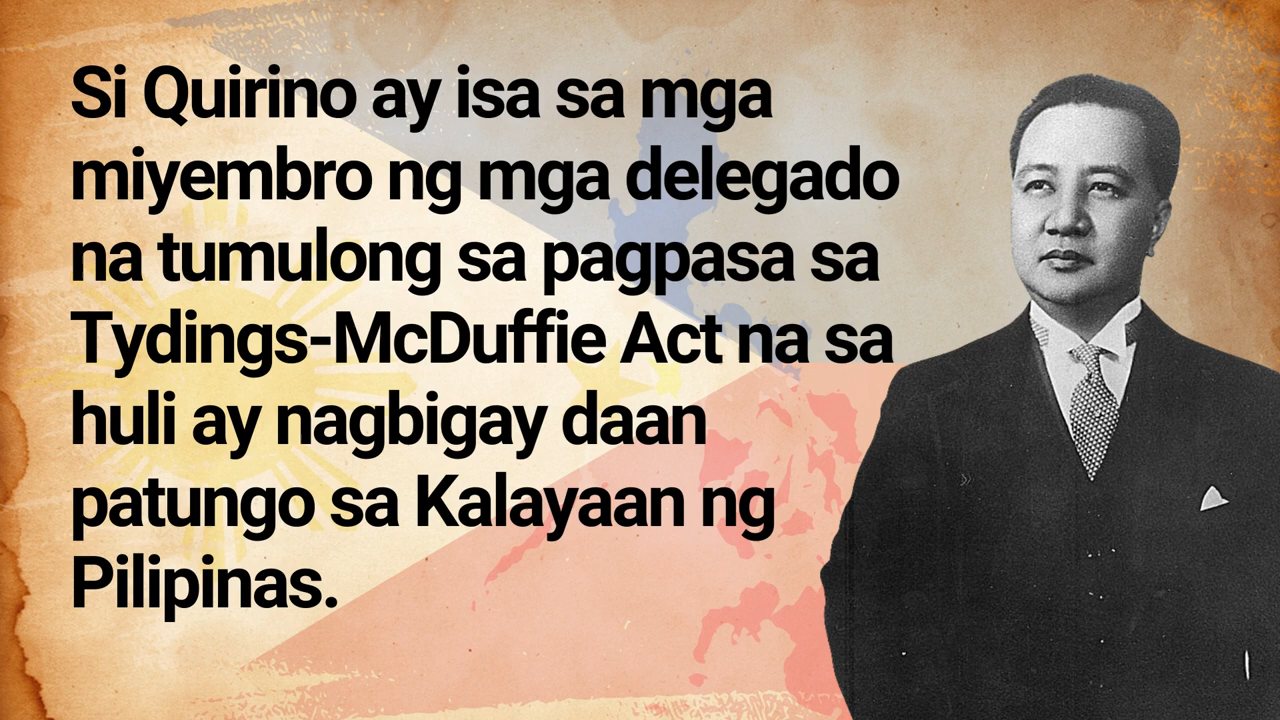 Si Quirino ay isa sa mga
miyembro ng mga delegado
na tumulong sa pagpasa sa
Tydings-McDuffie Act na sa
huli ay nagbigay daan
patungo sa Kalayaan ng
Pilipinas.